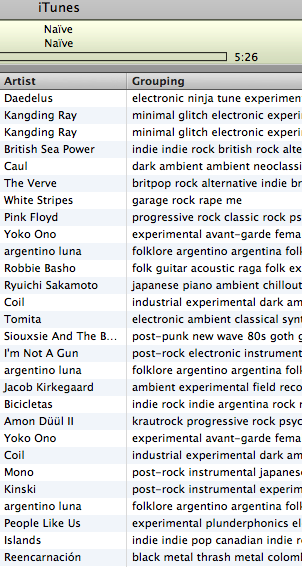 iTunes
Naïve
Naïve
5:26
Artist Grouping
Daedelus electronic ninja tune experimen
Kangding Ray minimal glitch electronic experi
Kangding Ray minimal glitch electronic experi
British Sea Power indie indie rock british rock alte
Caul dark ambient ambient neoclassi
The Verve britpop rock alternative indie br
White Stripes garage rock rape me
Pink Floyd progressive rock classic rock ps
Yoko Ono experimental avant-garde fema
argentino luna folklore argentino argentina folk
Robbie Basho folk guitar acoustic raga folk ex
Ryuichi Sakamoto japanese piano ambient chillout
Coil industrial experimental dark am
Tomita electronic ambient classical synt
Siouxsie And The B... post-punk new wave 80s goth g
I'm Not A Gun post-rock electronic instrument
argentino luna folklore argentino argentina folk
Jacob Kirkegaard ambient experimental field reco
Bicicletas indie rock indie argentina rock r
Amon Düül II krautrock progressive rock psyc
Yoko Ono experimental avant-garde fema
Coil industrial experimental dark am
Mono post-rock instrumental japanes
Kinski post-rock instrumental experim
argentino luna folklore argentino argentina folk
People Like Us experimental plunderphonics el
Islands indie indie pop canadian indie r
Reencarnación black metal thrash metal colom